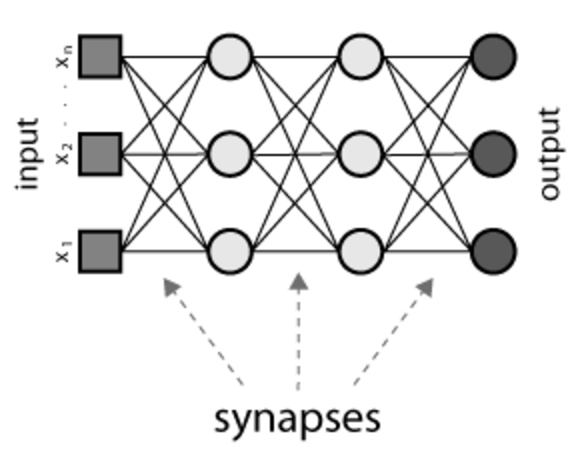 input
xₙ
. . . .
x₂
x₁
output
synapses